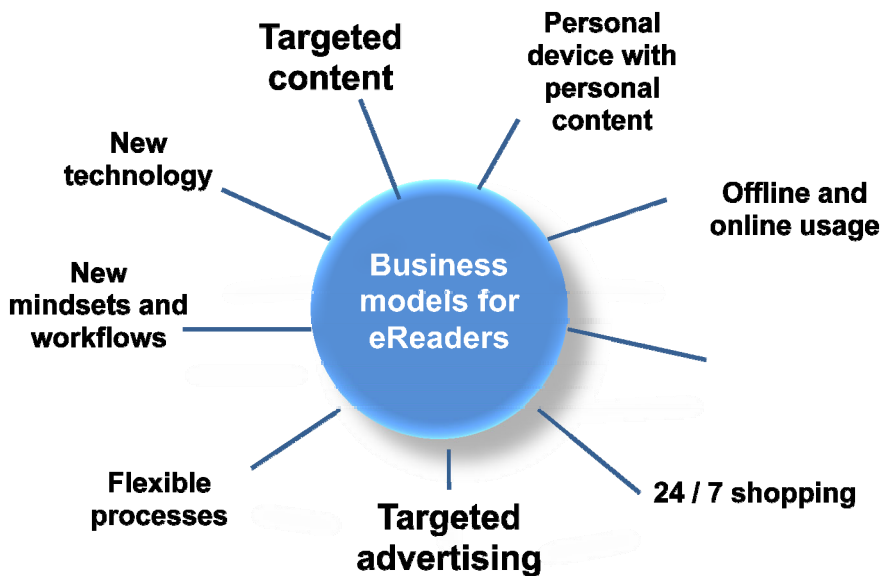 Targeted
content
Personal
device with
personal
content
New
technology
Offline and
online usage
Business
models for
eReaders
New
mindsets and
workflows
Flexible
processes
Targeted
advertising
24 / 7 shopping